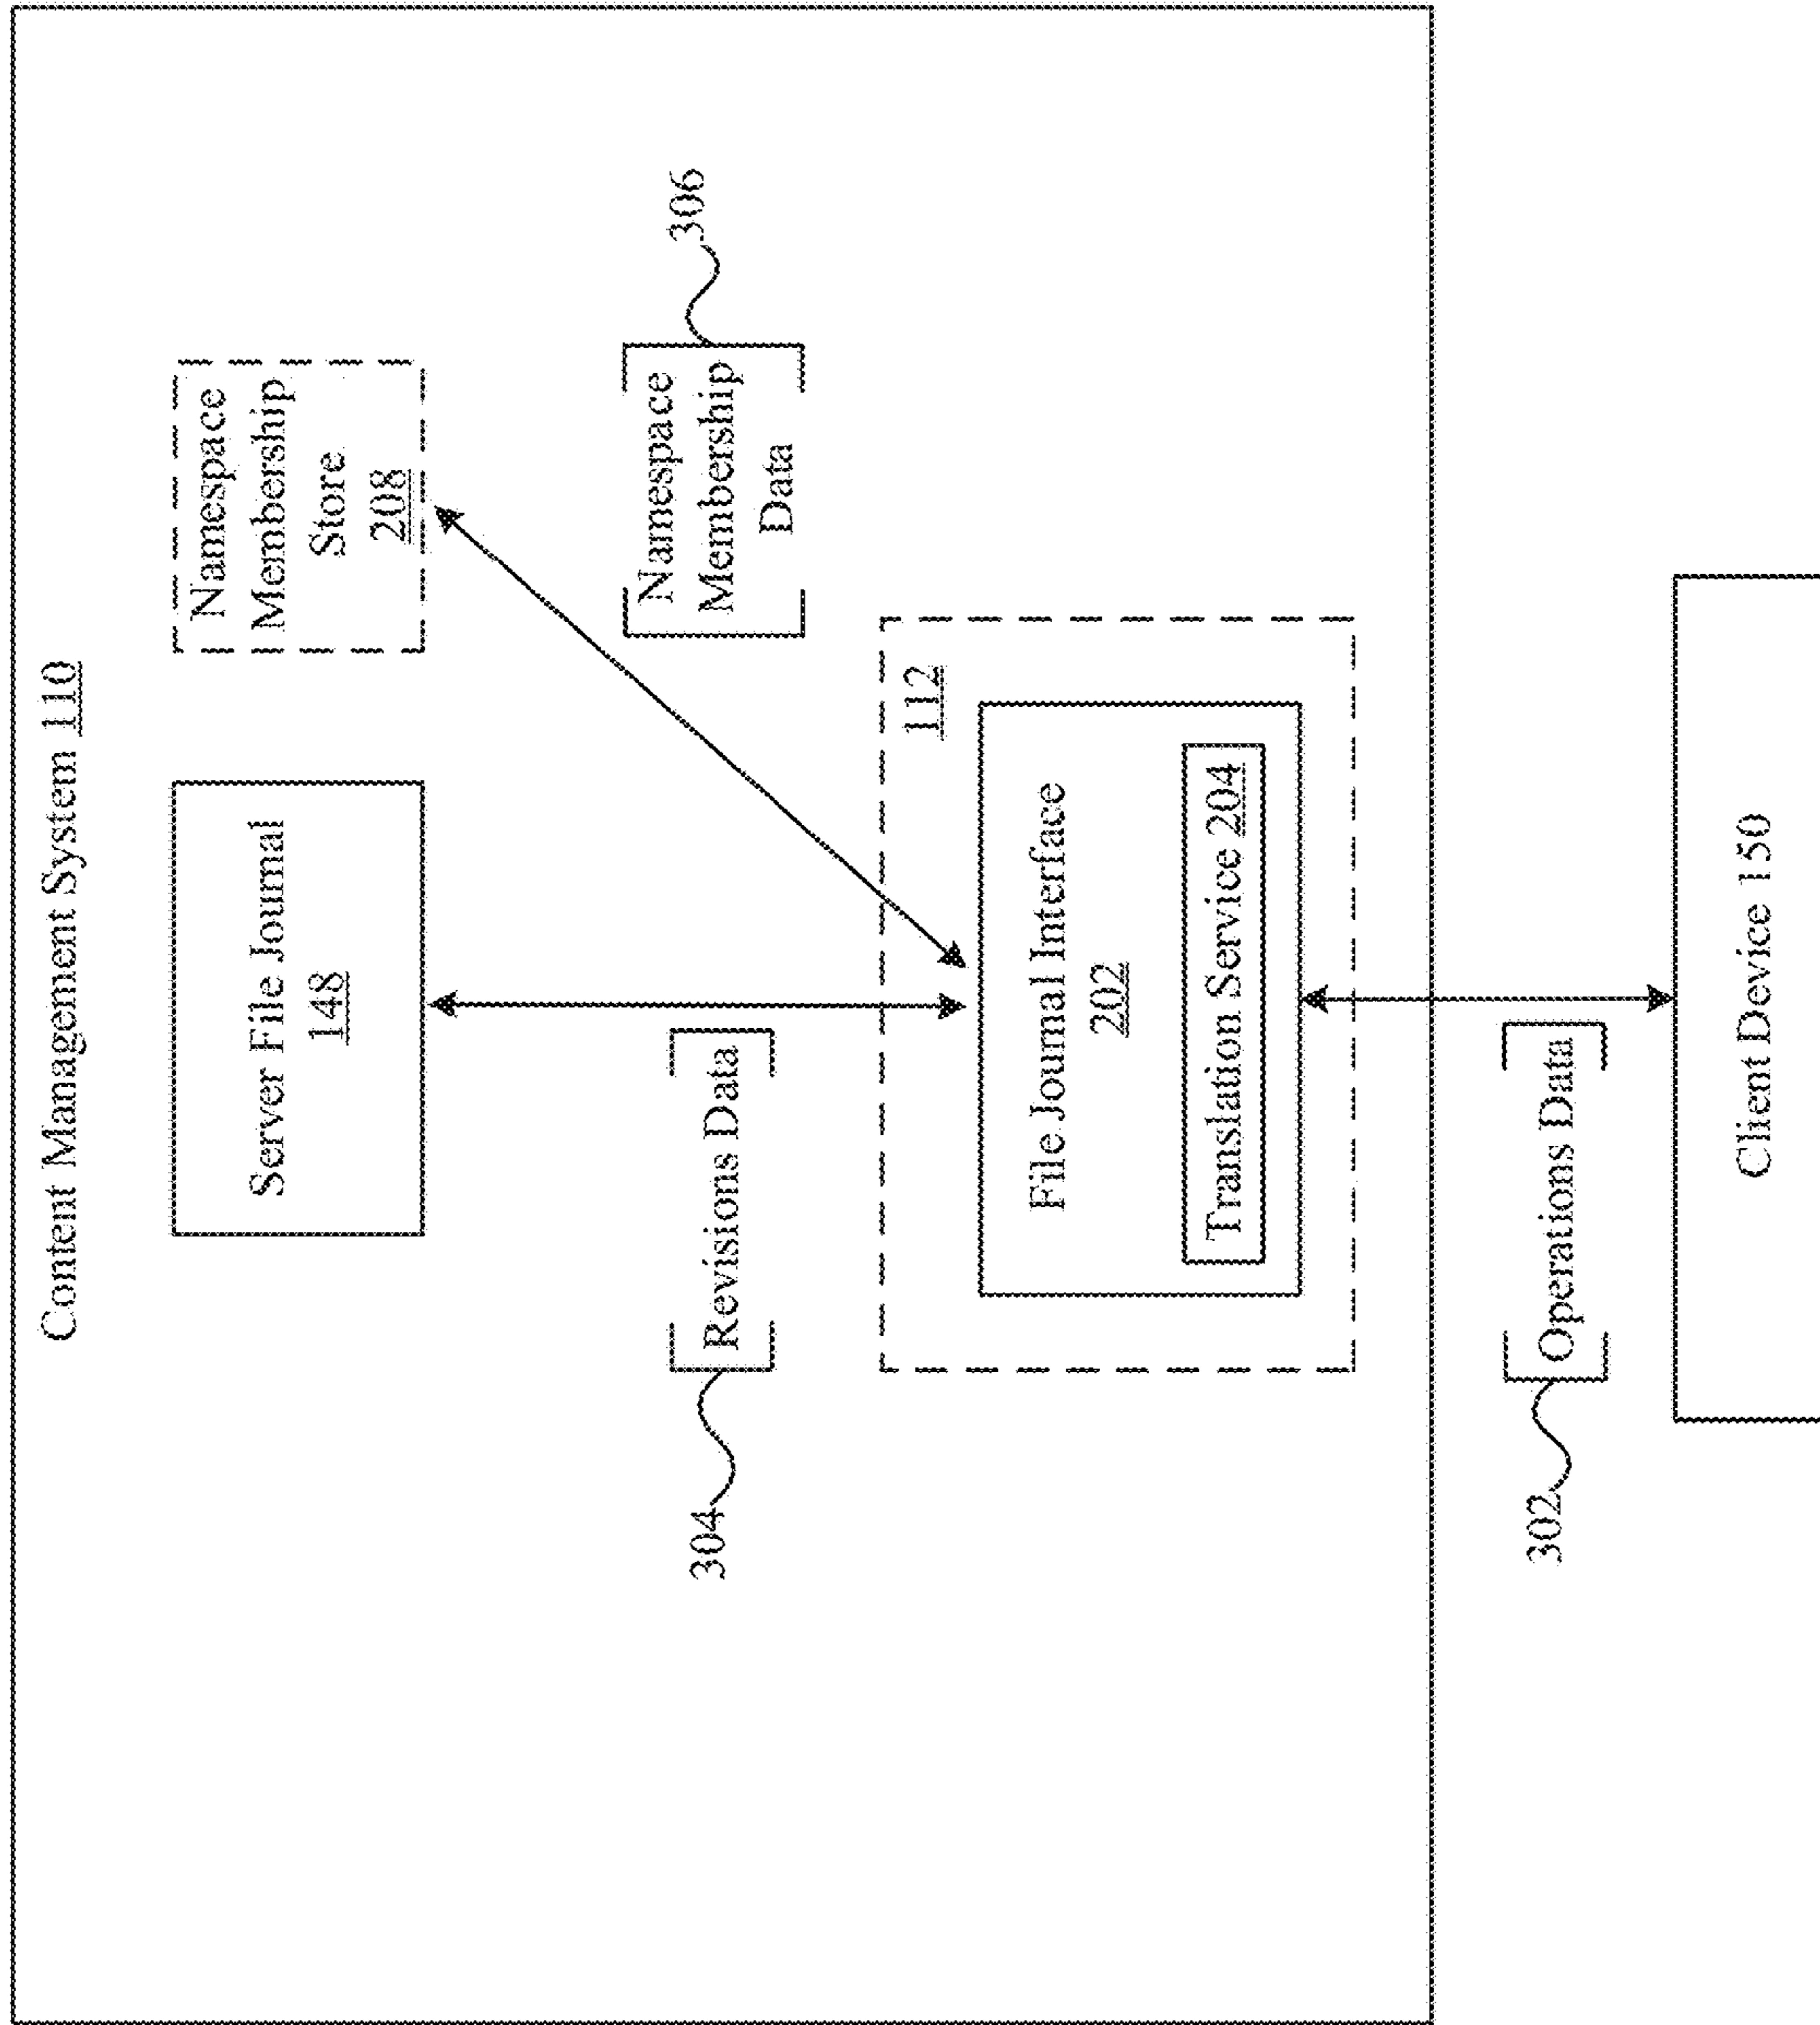 Content Management System 110
Server File Journal
148
Namespace
Membership
Store
208
304
Revisions Data
Namespace
Membership
Data
306
112
File Journal Interface
202
Translation Service 204
302
Operations Data
Client Device 150